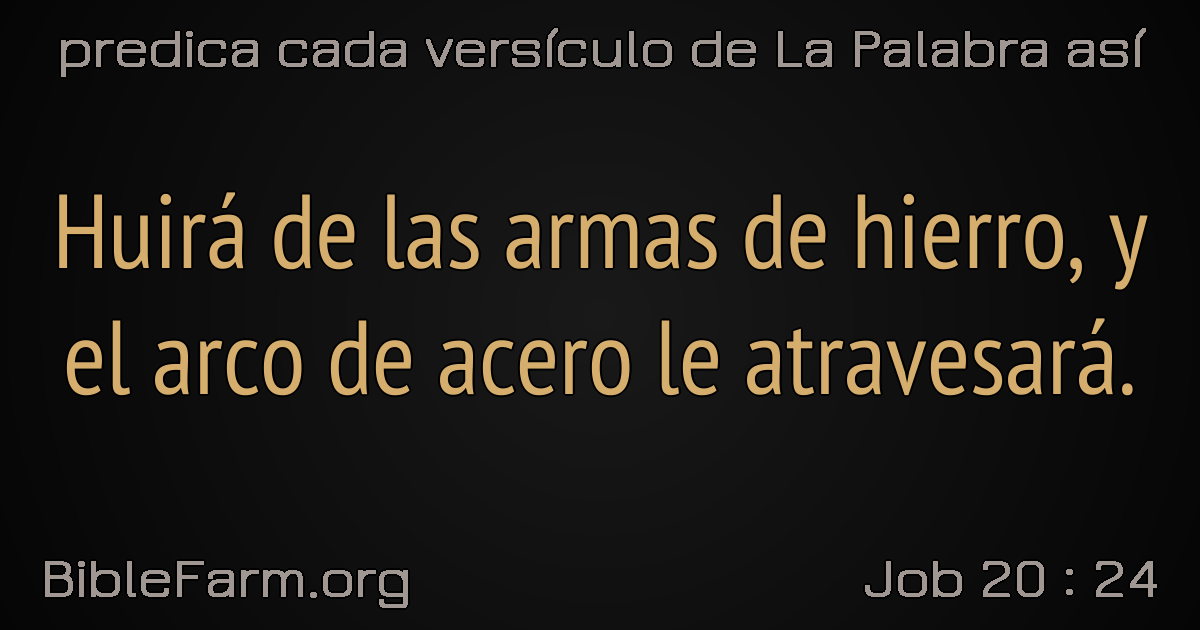 predica cada versículo de La Palabra así
Huirá de las armas de hierro, y
el arco de acero le atravesará.
BibleFarm.org
Job 20 : 24